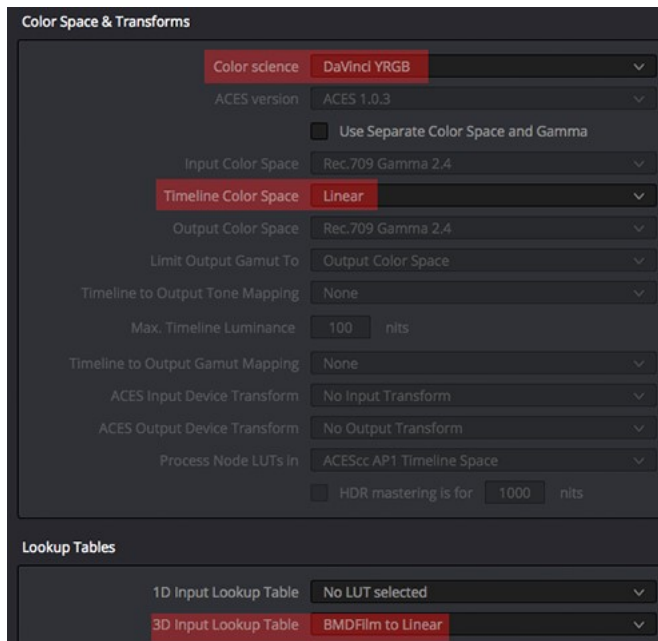 Color Space & Transforms
Color science DaVinci YRGB
ACES version ACES 1.0.3
Use Separate Color Space and Gamma
Input Color Space Rec.709 Gamma 2.4
Timeline Color Space Linear
Output Color Space Rec.709 Gamma 2.4
Limit Output Gamut To Output Color Space
Timeline to Output Tone Mapping None
Max. Timeline Luminance 100 nits
Timeline to Output Gamut Mapping None
ACES Input Device Transform No Input Transform
ACES Output Device Transform No Output Transform
Process Node LUTs in ACEScc AP1 Timeline Space
HDR mastering is for 1000 nits
Lookup Tables
1D Input Lookup Table No LUT selected
3D Input Lookup Table BMDFilm to Linear